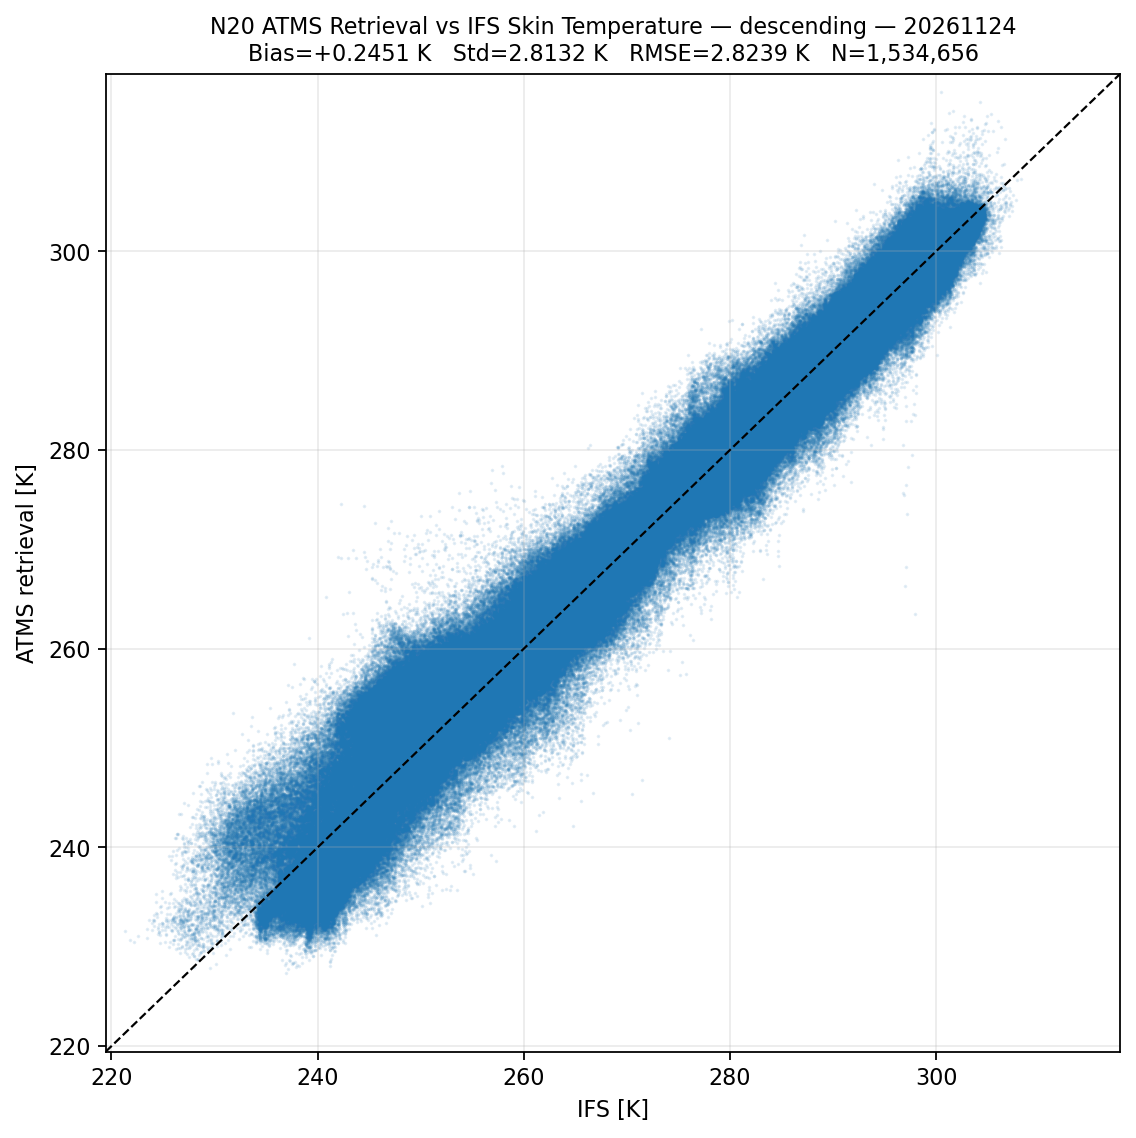 N20 ATMS Retrieval vs IFS Skin Temperature — descending — 20261124
Bias=+0.2451 K   Std=2.8132 K   RMSE=2.8239 K   N=1,534,656
300
280
260
240
220
ATMS retrieval [K]
220 240 260 280 300
IFS [K]